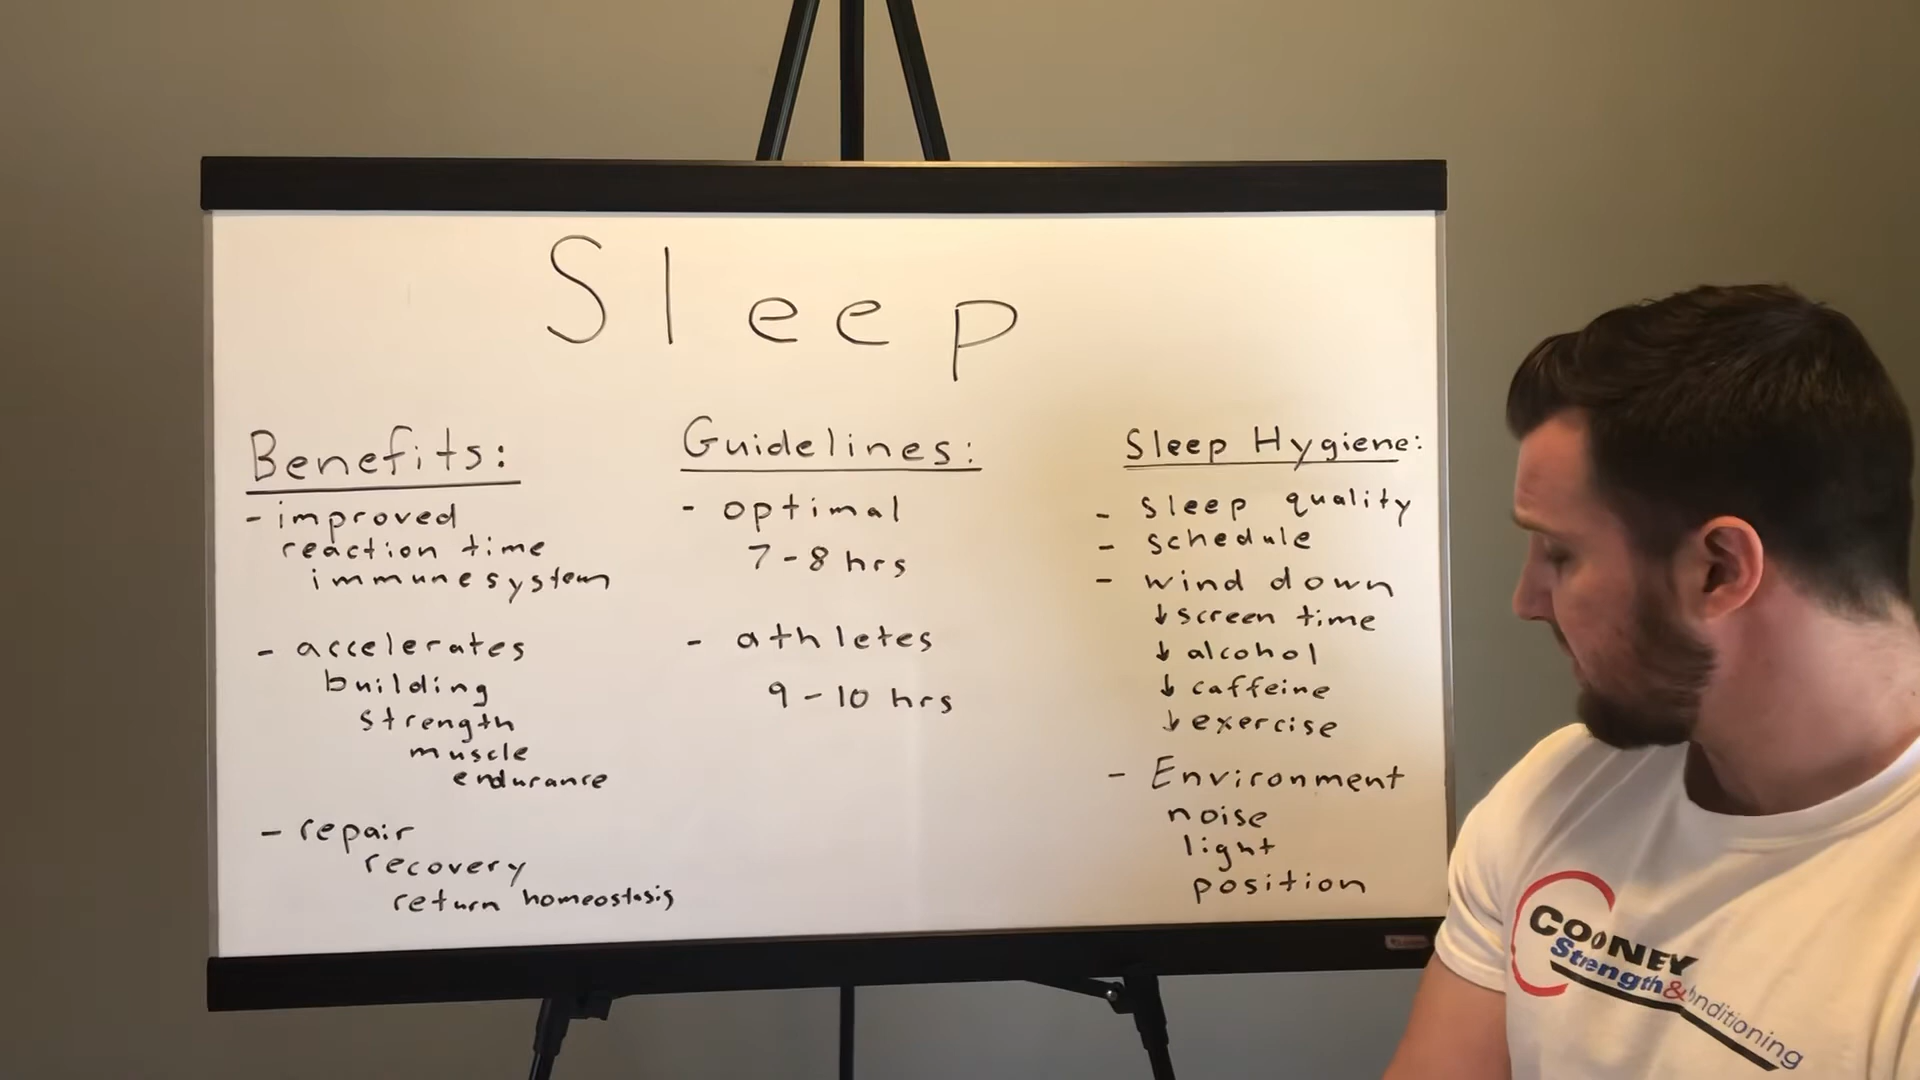 Sleep
Benefits:
- improved
reaction time
immune system
- accelerates
building
strength
muscle
endurance
- repair
recovery
return homeostasis
Guidelines:
- optimal
7-8 hrs
- athletes
9-10 hrs
Sleep Hygiene:
- sleep quality
- schedule
- wind down
↓ screen time
↓ alcohol
↓ caffeine
↓ exercise
- Environment
noise
light
position
COONEY
Strength & Conditioning